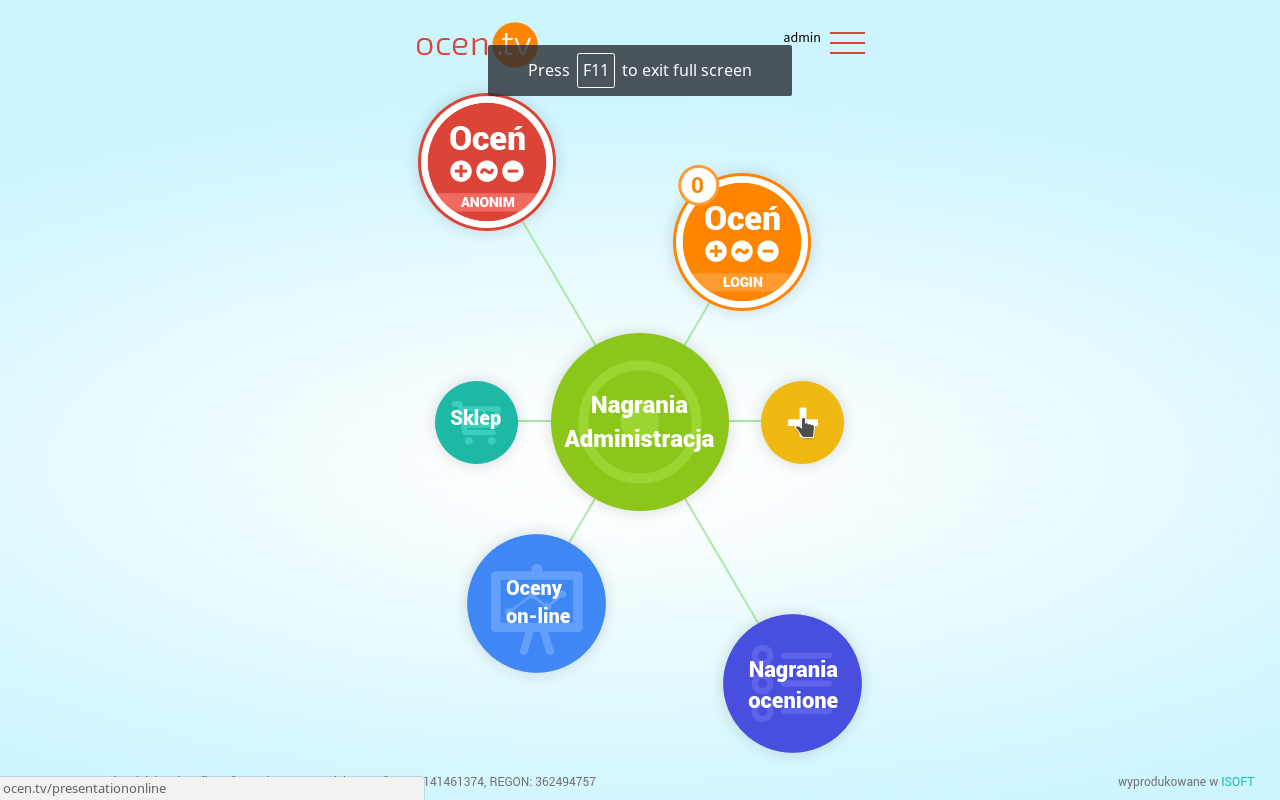 ocen.tv
admin
Press F11 to exit full screen
Oceń
ANONIM
0
Oceń
LOGIN
Nagrania
Administracja
Sklep
Oceny
on-line
Nagrania
ocenione
141461374, REGON: 362494757
wyprodukowane w ISOFT
ocen.tv/presentationonline